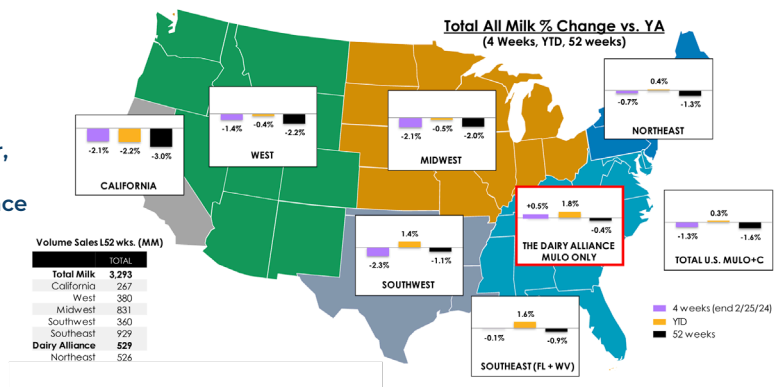 Total All Milk % Change vs. YA
(4 Weeks, YTD, 52 weeks)
0.4%
-0.7%
-1.3%
NORTHEAST
-1.4%
-0.4%
-2.2%
WEST
-2.1%
-0.5%
-2.0%
MIDWEST
-2.1%
-2.2%
-3.0%
CALIFORNIA
nce
+0.5%
1.8%
-0.4%
THE DAIRY ALLIANCE
MULO ONLY
0.3%
-1.3%
-1.6%
TOTAL U.S. MULO+C
1.4%
-2.3%
-1.1%
SOUTHWEST
1.6%
-0.1%
-0.9%
SOUTHEAST (FL + WV)
Volume Sales L52 wks. (MM)
TOTAL
Total Milk 3,293
California 267
West 380
Midwest 831
Southwest 360
Southeast 929
Dairy Alliance 529
Northeast 526
4 weeks (end 2/25/24)
YTD
52 weeks